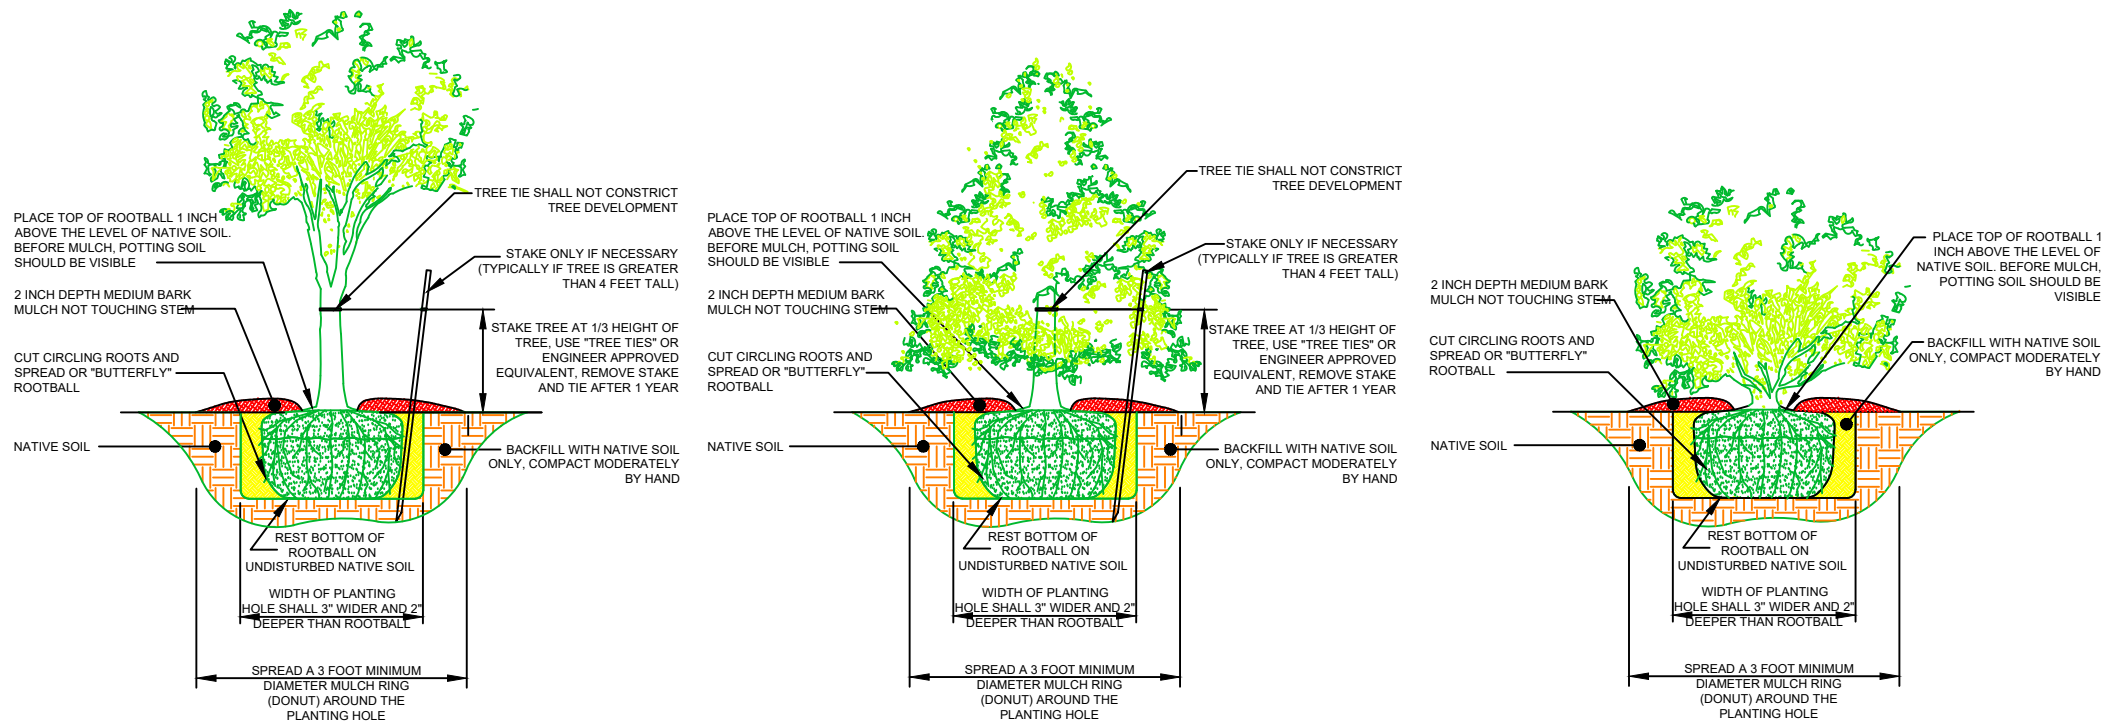 TREE TIE SHALL NOT CONSTRICT
TREE DEVELOPMENT
PLACE TOP OF ROOTBALL 1 INCH
ABOVE THE LEVEL OF NATIVE SOIL.
BEFORE MULCH, POTTING SOIL
SHOULD BE VISIBLE
STAKE ONLY IF NECESSARY
(TYPICALLY IF TREE IS GREATER
THAN 4 FEET TALL)
2 INCH DEPTH MEDIUM BARK
MULCH NOT TOUCHING STEM
STAKE TREE AT 1/3 HEIGHT OF
TREE, USE "TREE TIES" OR
ENGINEER APPROVED
EQUIVALENT, REMOVE STAKE
AND TIE AFTER 1 YEAR
CUT CIRCLING ROOTS AND
SPREAD OR "BUTTERFLY"
ROOTBALL
NATIVE SOIL
BACKFILL WITH NATIVE SOIL
ONLY, COMPACT MODERATELY
BY HAND
REST BOTTOM OF
ROOTBALL ON
UNDISTURBED NATIVE SOIL
WIDTH OF PLANTING
HOLE SHALL 3" WIDER AND 2"
DEEPER THAN ROOTBALL
SPREAD A 3 FOOT MINIMUM
DIAMETER MULCH RING
(DONUT) AROUND THE
PLANTING HOLE
TREE TIE SHALL NOT CONSTRICT
TREE DEVELOPMENT
PLACE TOP OF ROOTBALL 1 INCH
ABOVE THE LEVEL OF NATIVE SOIL.
BEFORE MULCH, POTTING SOIL
SHOULD BE VISIBLE
STAKE ONLY IF NECESSARY
(TYPICALLY IF TREE IS GREATER
THAN 4 FEET TALL)
2 INCH DEPTH MEDIUM BARK
MULCH NOT TOUCHING STEM
STAKE TREE AT 1/3 HEIGHT OF
TREE, USE "TREE TIES" OR
ENGINEER APPROVED
EQUIVALENT, REMOVE STAKE
AND TIE AFTER 1 YEAR
CUT CIRCLING ROOTS AND
SPREAD OR "BUTTERFLY"
ROOTBALL
NATIVE SOIL
BACKFILL WITH NATIVE SOIL
ONLY, COMPACT MODERATELY
BY HAND
REST BOTTOM OF
ROOTBALL ON
UNDISTURBED NATIVE SOIL
WIDTH OF PLANTING
HOLE SHALL 3" WIDER AND 2"
DEEPER THAN ROOTBALL
SPREAD A 3 FOOT MINIMUM
DIAMETER MULCH RING
(DONUT) AROUND THE
PLANTING HOLE
PLACE TOP OF ROOTBALL 1
INCH ABOVE THE LEVEL OF
NATIVE SOIL. BEFORE MULCH,
POTTING SOIL SHOULD BE
VISIBLE
2 INCH DEPTH MEDIUM BARK
MULCH NOT TOUCHING STEM
CUT CIRCLING ROOTS AND
SPREAD OR "BUTTERFLY"
ROOTBALL
BACKFILL WITH NATIVE SOIL
ONLY, COMPACT MODERATELY
BY HAND
NATIVE SOIL
REST BOTTOM OF
ROOTBALL ON
UNDISTURBED NATIVE SOIL
WIDTH OF PLANTING
HOLE SHALL 3" WIDER AND 2"
DEEPER THAN ROOTBALL
SPREAD A 3 FOOT MINIMUM
DIAMETER MULCH RING
(DONUT) AROUND THE
PLANTING HOLE